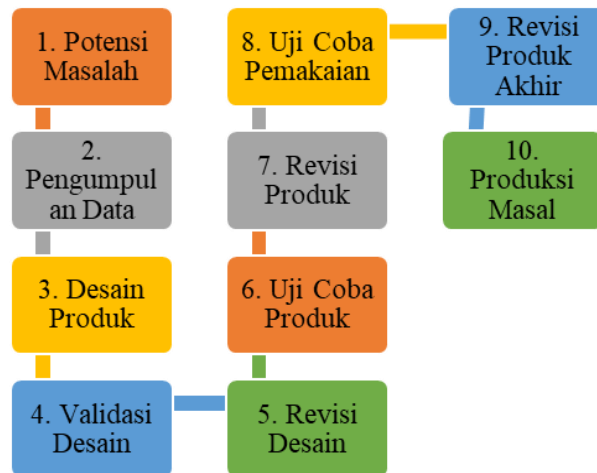 1. Potensi
Masalah
2.
Pengumpul
an Data
3. Desain
Produk
4. Validasi
Desain
5. Revisi
Desain
6. Uji Coba
Produk
7. Revisi
Produk
8. Uji Coba
Pemakaian
9. Revisi
Produk
Akhir
10.
Produksi
Masal